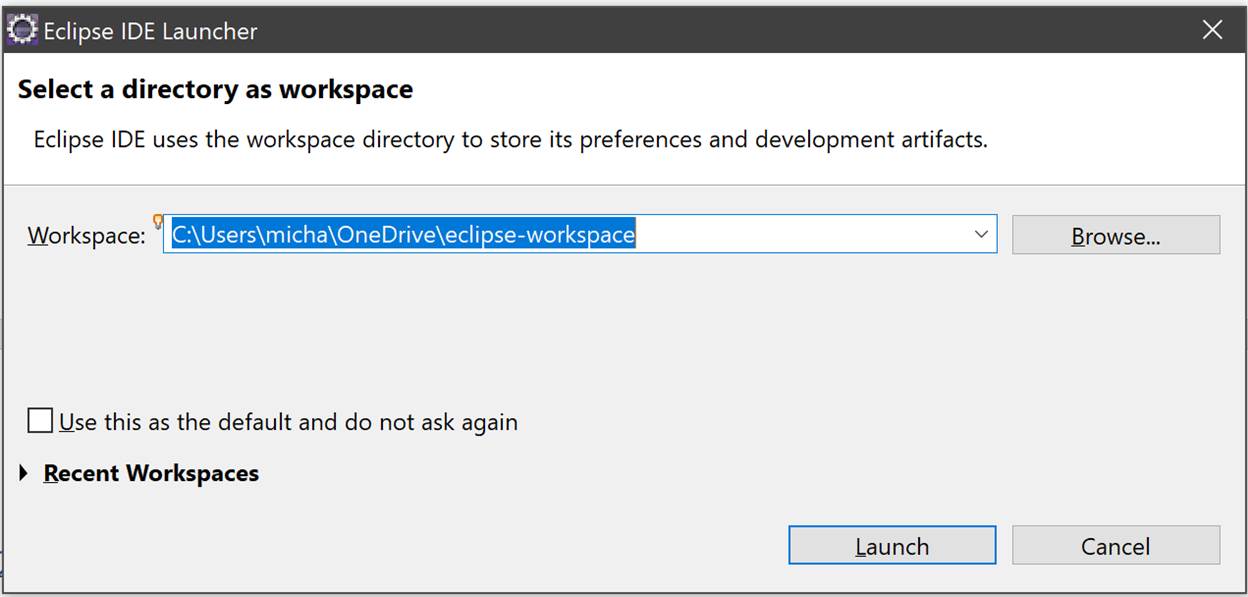 Eclipse IDE Launcher
Select a directory as workspace
Eclipse IDE uses the workspace directory to store its preferences and development artifacts.
Workspace: C:\Users\micha\OneDrive\eclipse-workspace Browse...
Use this as the default and do not ask again
Recent Workspaces
Launch Cancel